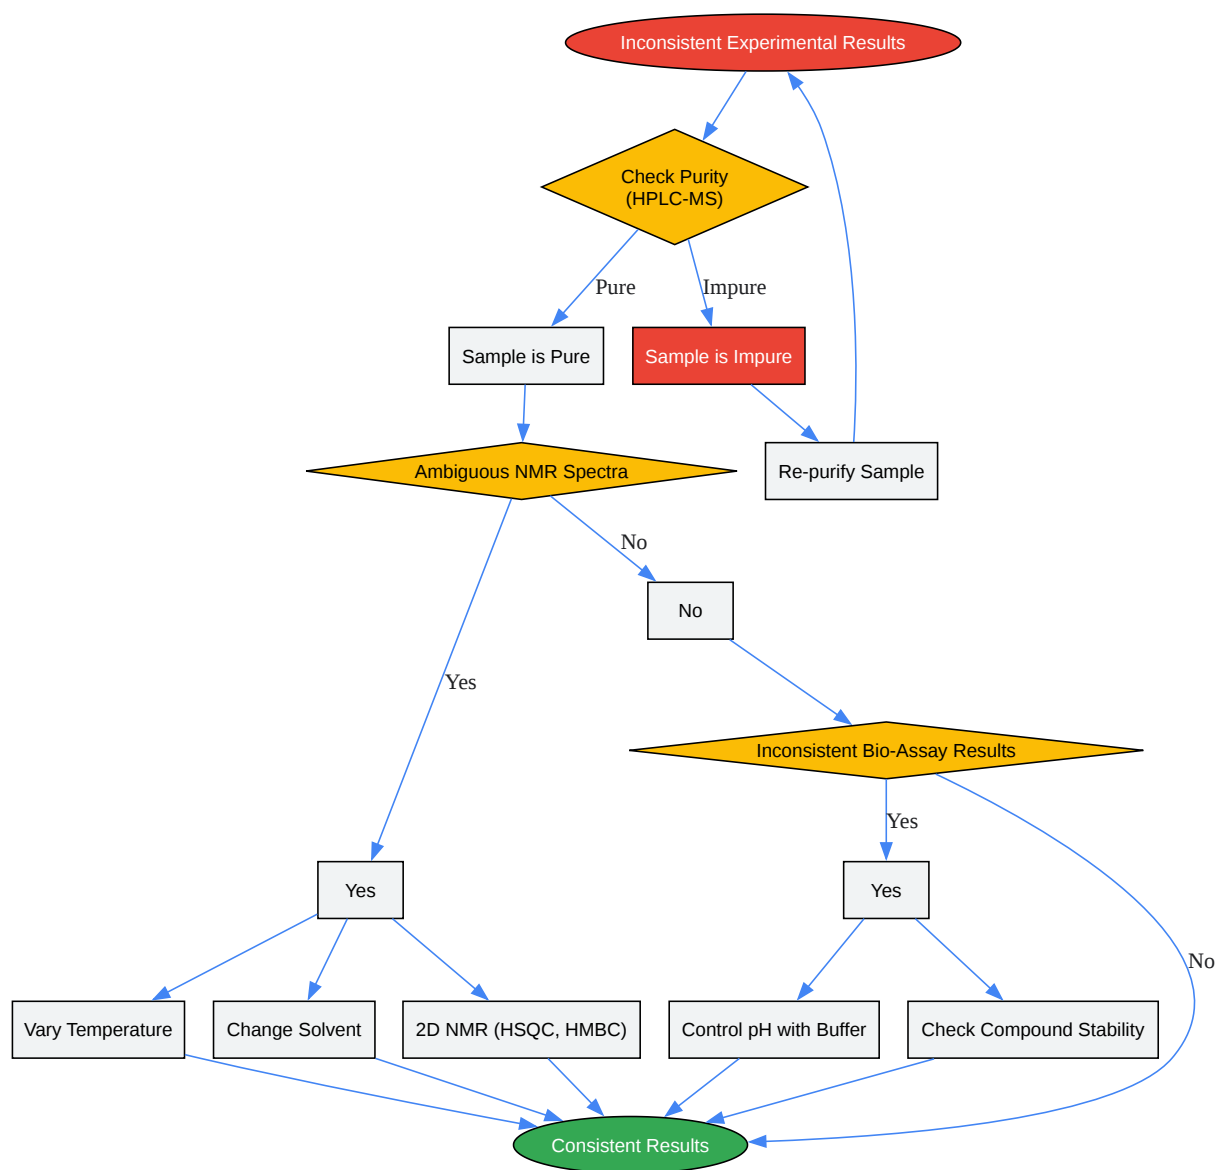 Inconsistent Experimental Results
Check Purity
(HPLC-MS)
Pure
Impure
Sample is Pure
Sample is Impure
Ambiguous NMR Spectra
Re-purify Sample
No
No
Yes
Inconsistent Bio-Assay Results
Yes
Yes
Yes
No
Vary Temperature
Change Solvent
2D NMR (HSQC, HMBC)
Control pH with Buffer
Check Compound Stability
Consistent Results